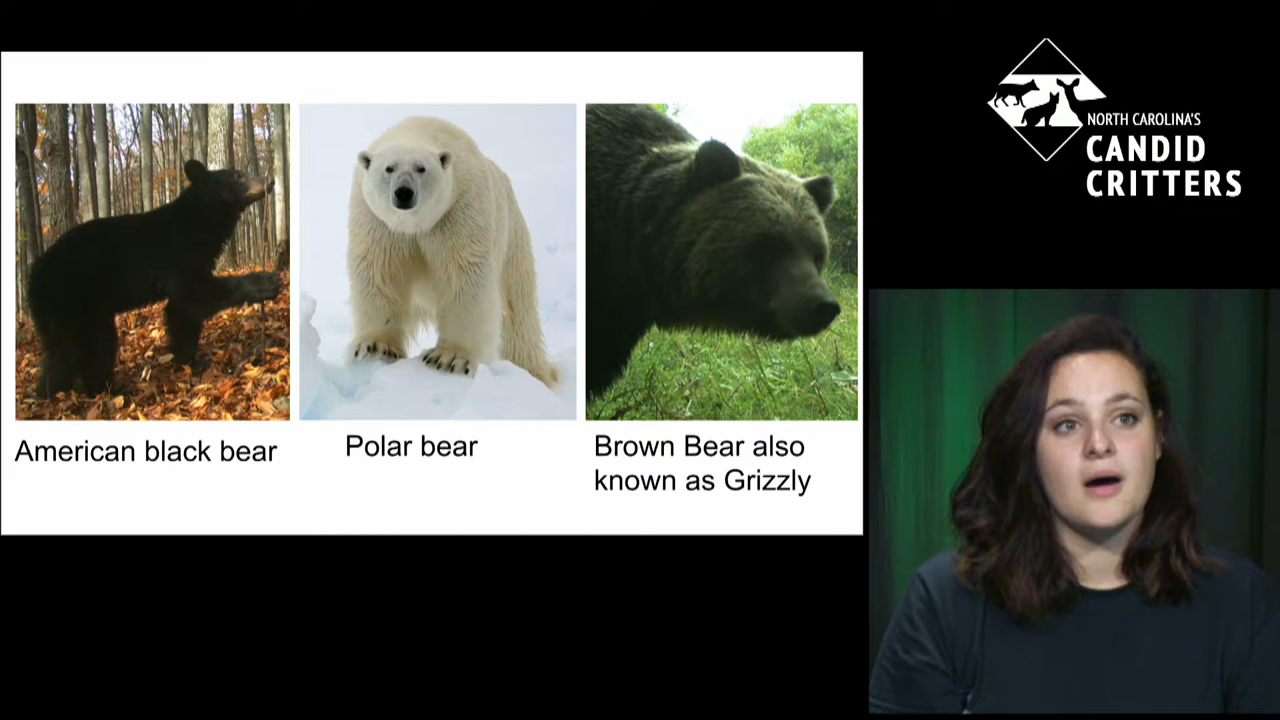 American black bear
Polar bear
Brown Bear also
known as Grizzly
NORTH CAROLINA'S
CANDID
CRITTERS